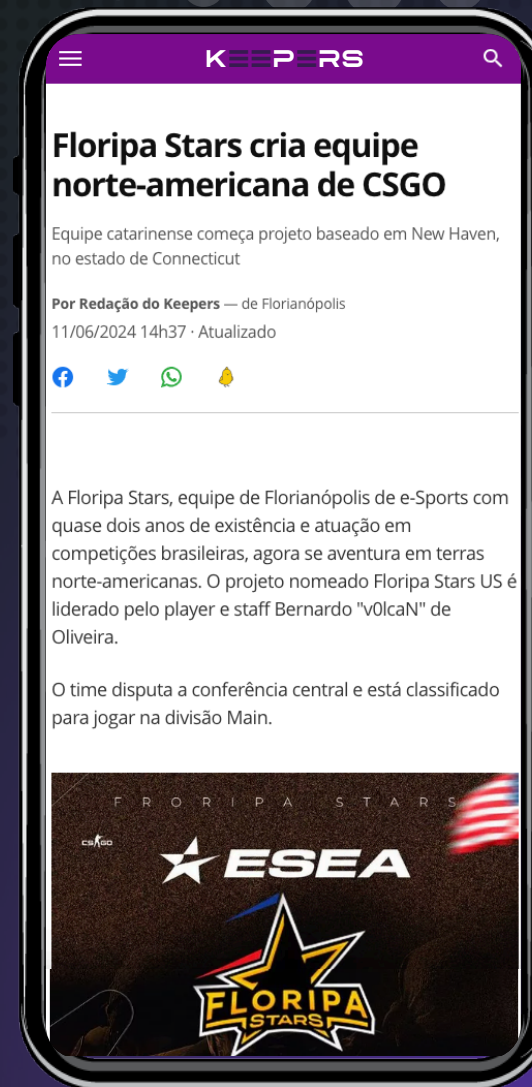 KEEPERS
Floripa Stars cria equipe
norte-americana de CSGO
Equipe catarinense começa projeto baseado em New Haven,
no estado de Connecticut
Por Redação do Keepers — de Florianópolis
11/06/2024 14h37 · Atualizado
A Floripa Stars, equipe de Florianópolis de e-Sports com
quase dois anos de existência e atuação em
competições brasileiras, agora se aventura em terras
norte-americanas. O projeto nomeado Floripa Stars US é
liderado pelo player e staff Bernardo "v0lcaN" de
Oliveira.
O time disputa a conferência central e está classificado
para jogar na divisão Main.
FRORIPA STARS
CS GO
ESEA
FLORIPA
STARS